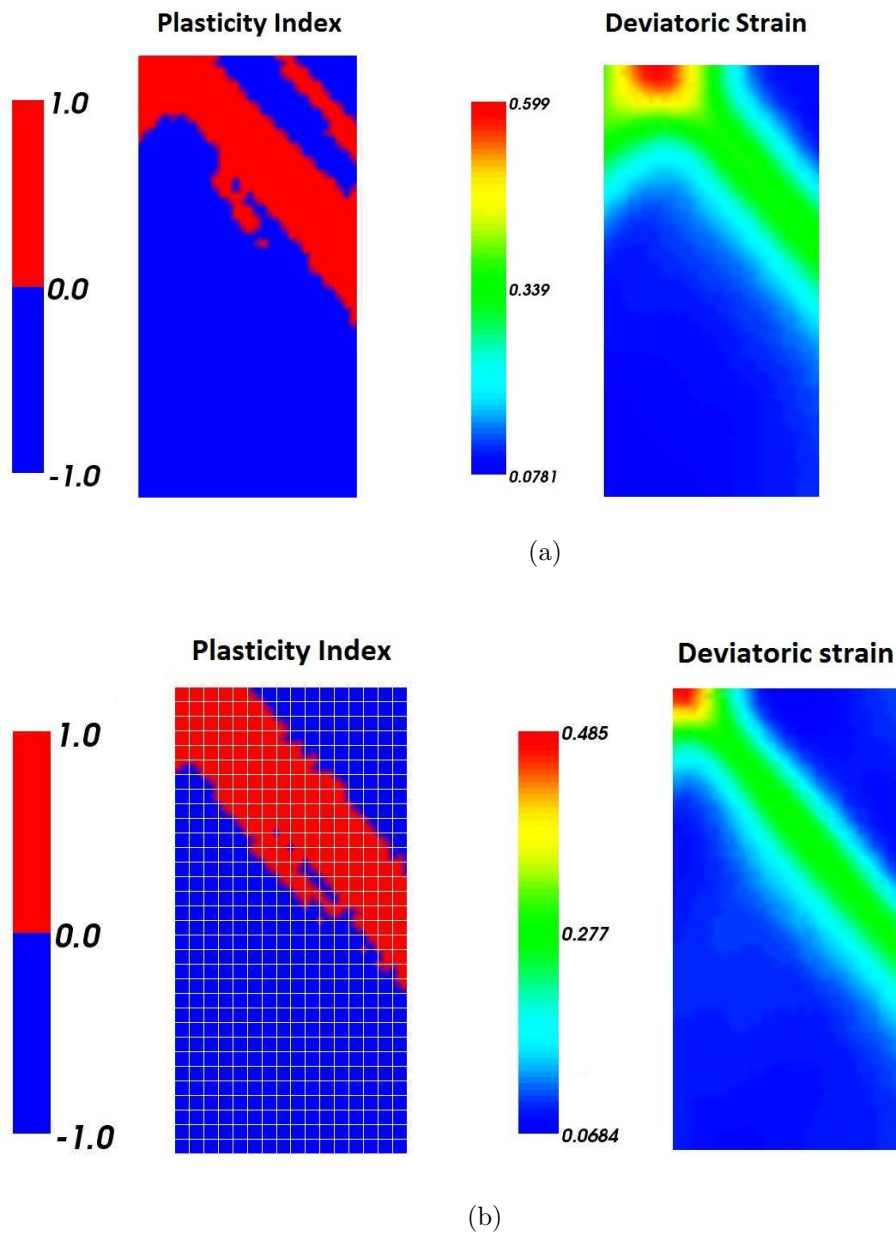 Plasticity Index
Deviatoric Strain
1.0
0.0
-1.0
0.599
0.339
0.0781
(a)
Plasticity Index
Deviatoric strain
1.0
0.0
-1.0
0.485
0.277
0.0684
(b)